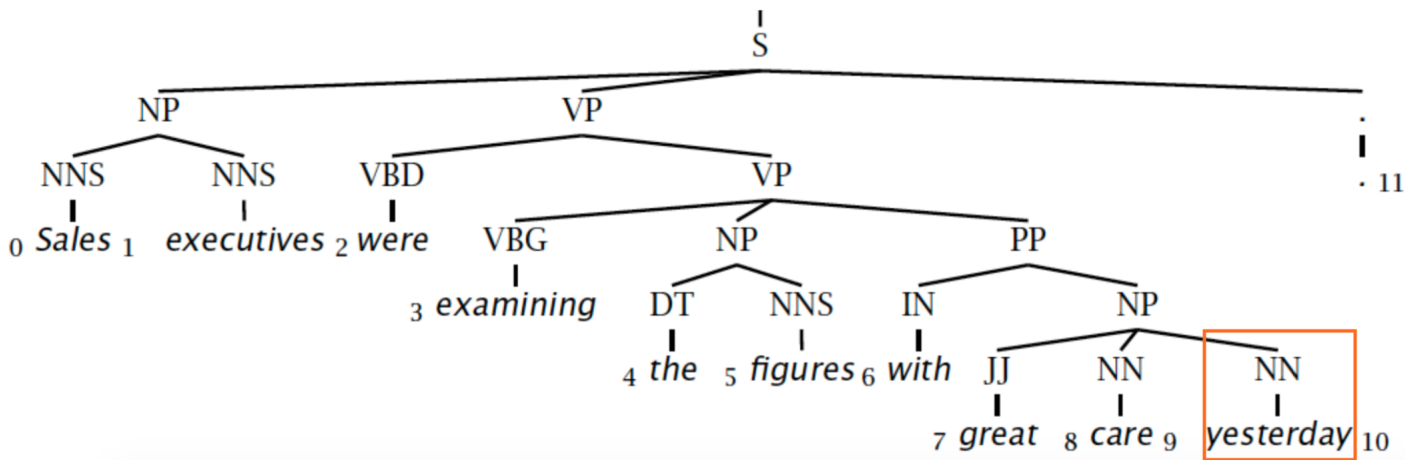 S
NP VP .
NNS NNS VBD VP . 11
0 Sales 1 executives 2 were VBG NP PP
3 examining DT NNS IN NP
4 the 5 figures 6 with JJ NN NN
7 great 8 care 9 yesterday 10